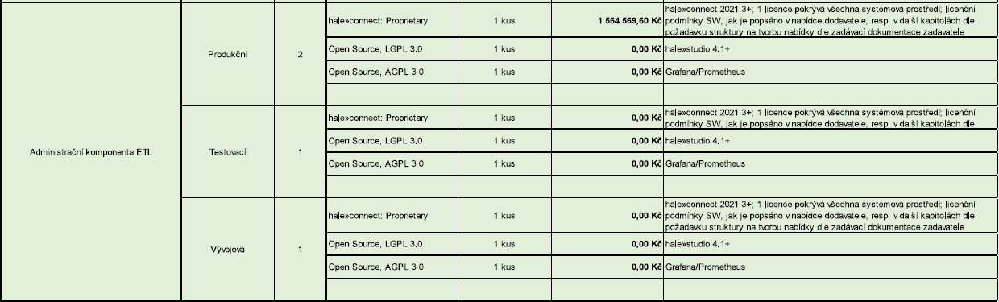 hale»connect: Proprietary 1 kus 1 564 569,60 Kč hale»connect 2021.3+; 1 licence pokrývá všechna systémová prostředí; licenční
podmínky SW, jak je popsáno v nabídce dodavatele, resp. v další kapitolách dle
požadavku struktury na tvorbu nabídky dle zadávací dokumentace zadavatele
Produkční 2
Open Source, LGPL 3.0 1 kus 0,00 Kč hale»studio 4.1+
Open Source, AGPL 3.0 1 kus 0,00 Kč Grafana/Prometheus
hale»connect: Proprietary 1 kus 0,00 Kč hale»connect 2021.3+; 1 licence pokrývá všechna systémová prostředí; licenční
podmínky SW, jak je popsáno v nabídce dodavatele, resp. v další kapitolách dle
Administrační komponenta ETL Testovací 1
Open Source, LGPL 3.0 1 kus 0,00 Kč hale»studio 4.1+
Open Source, AGPL 3.0 1 kus 0,00 Kč Grafana/Prometheus
hale»connect: Proprietary 1 kus 0,00 Kč hale»connect 2021.3+; 1 licence pokrývá všechna systémová prostředí; licenční
podmínky SW, jak je popsáno v nabídce dodavatele, resp. v další kapitolách dle
požadavku struktury na tvorbu nabídky dle zadávací dokumentace zadavatele
Vývojová 1
Open Source, LGPL 3.0 1 kus 0,00 Kč hale»studio 4.1+
Open Source, AGPL 3.0 1 kus 0,00 Kč Grafana/Prometheus